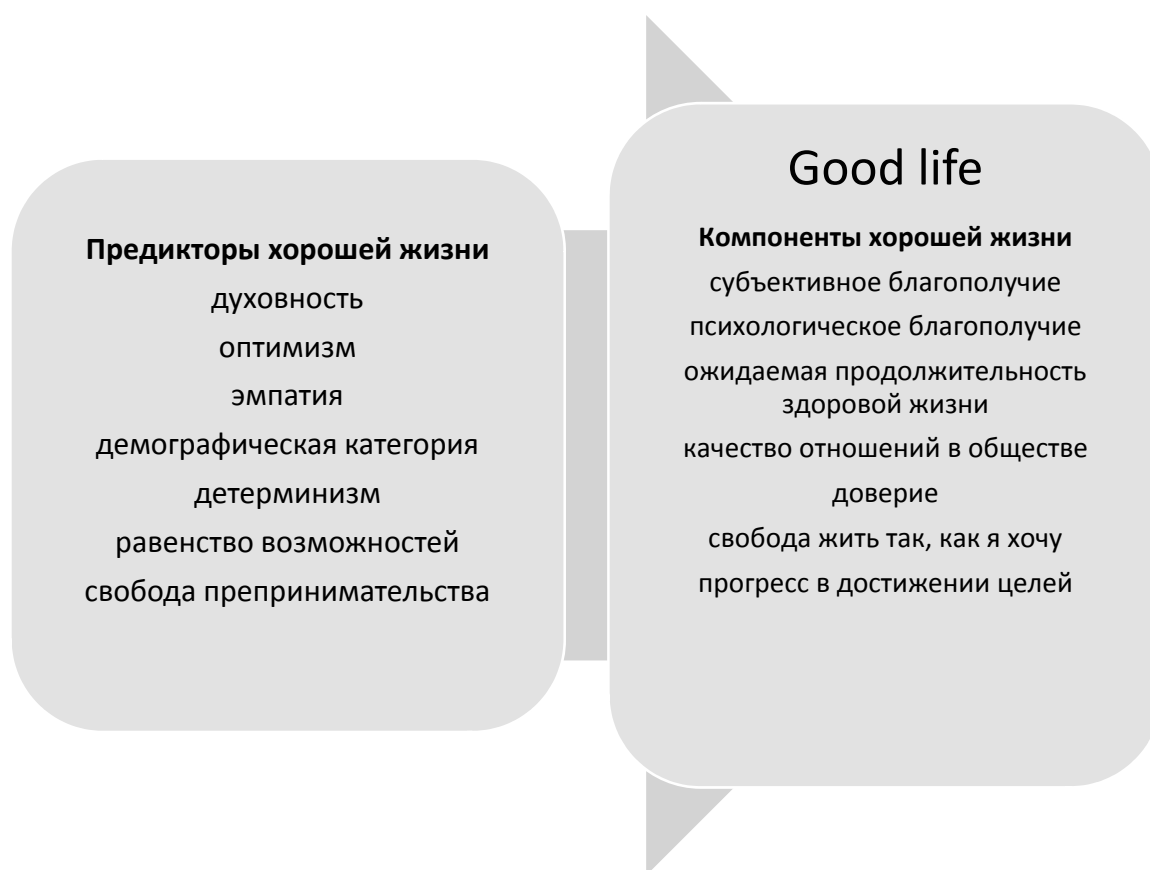 Предикторы хорошей жизни
духовность
оптимизм
эмпатия
демографическая категория
детерминизм
равенство возможностей
свобода препринимательства
Good life
Компоненты хорошей жизни
субъективное благополучие
психологическое благополучие
ожидаемая продолжительность
здоровой жизни
качество отношений в обществе
доверие
свобода жить так, как я хочу
прогресс в достижении целей